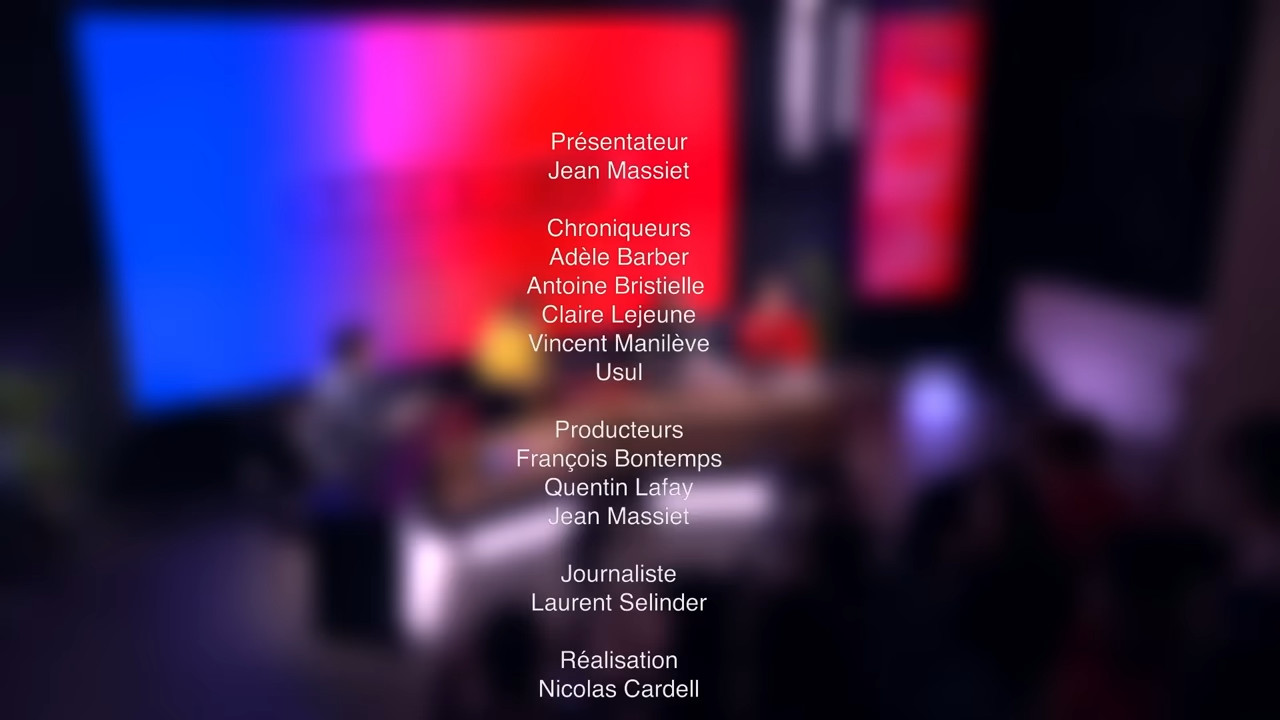 Présentateur
Jean Massiet
Chroniqueurs
Adèle Barber
Antoine Bristielle
Claire Lejeune
Vincent Manilève
Usul
Producteurs
François Bontemps
Quentin Lafay
Jean Massiet
Journaliste
Laurent Selinder
Réalisation
Nicolas Cardell